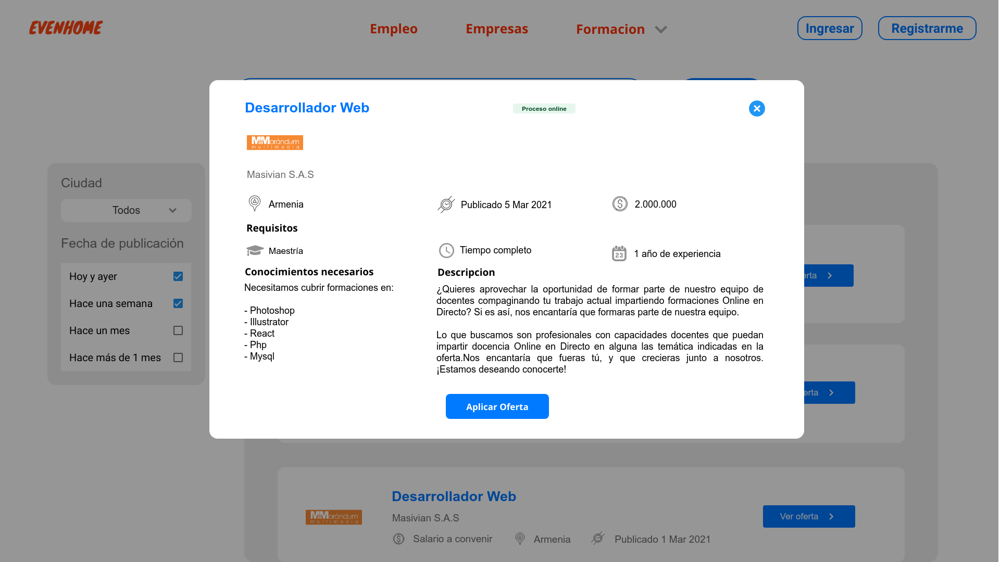 EVENHOME
Empleo
Empresas
Formacion
Ingresar
Registrarme
Desarrollador Web
Proceso online
MeMorándum
multimedia
Masivian S.A.S
Armenia
Publicado 5 Mar 2021
2.000.000
Requisitos
Maestría
Tiempo completo
23
1 año de experiencia
Conocimientos necesarios
Necesitamos cubrir formaciones en:
- Photoshop
- Illustrator
- React
- Php
- Mysql
Descripcion
¿Quieres aprovechar la oportunidad de formar parte de nuestro equipo de
docentes compaginando tu trabajo actual impartiendo formaciones Online en
Directo? Si es así, nos encantaría que formaras parte de nuestra equipo.
Lo que buscamos son profesionales con capacidades docentes que puedan
impartir docencia Online en Directo en alguna las temática indicadas en la
oferta.Nos encantaría que fueras tú, y que crecieras junto a nosotros.
¡Estamos deseando conocerte!
Aplicar Oferta
Ciudad
Todos
Fecha de publicación
Hoy y ayer
Hace una semana
Hace un mes
Hace más de 1 mes
erta
erta
Desarrollador Web
MeMorándum
multimedia
Masivian S.A.S
Salario a convenir
Armenia
Publicado 1 Mar 2021
Ver oferta